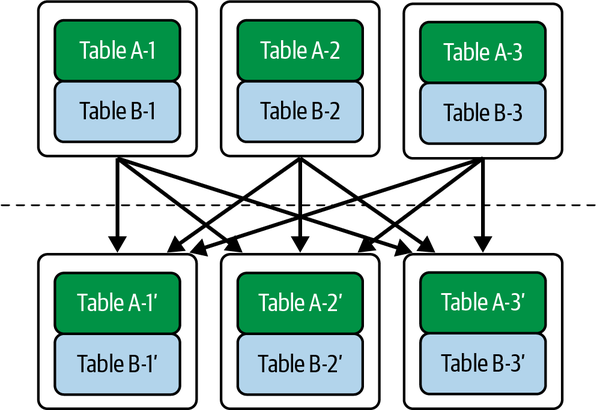 Table A-1
Table B-1
Table A-2
Table B-2
Table A-3
Table B-3
Table A-1′
Table B-1′
Table A-2′
Table B-2′
Table A-3′
Table B-3′